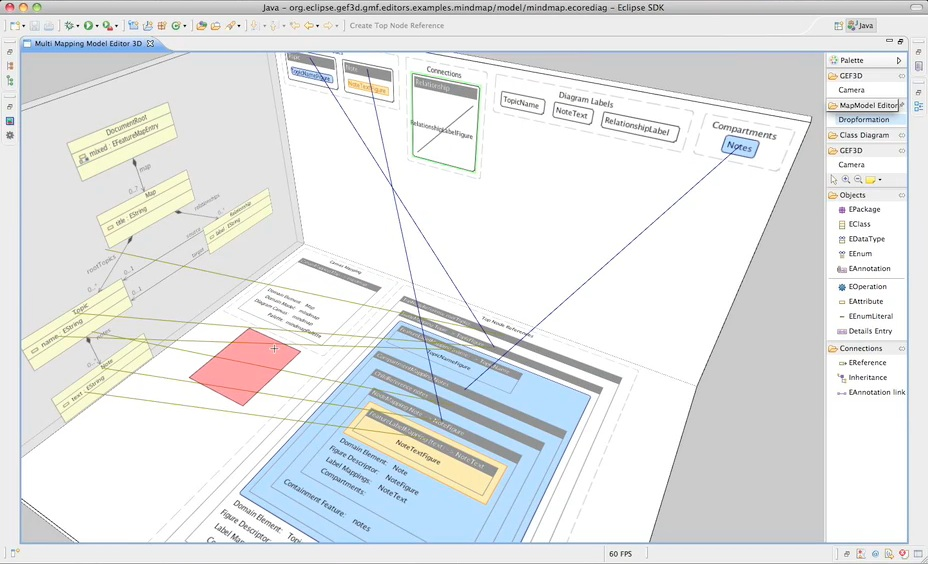 Java - org.eclipse.gef3d.gmf.editors.examples.mindmap/model/mindmap.ecorediag - Eclipse SDK
Create Top Node Reference
Java
Multi Mapping Model Editor 3D
DocumentRoot
mixed : EFeatureMapEntry
map
0..?
Map
title : EString
relationships
0..*
Relationship
label : EString
source
target
rootTopics
0..1
0..1
0..*
Topic
name : EString
notes
0..*
Note
text : EString
Topic
TopicNameFigure
Note
NoteTextFigure
Connections
Relationship
RelationshipLabelFigure
Diagram Labels
TopicName
NoteText
RelationshipLabel
Compartments
Notes
Canvas Mapping
Domain Element: Map
Domain Model: mindmap
Diagram Canvas: mindmap
Palette: mindmapPalette
Top Node References
TopicNameFigure
NoteTextFigure
Domain Element: Note
Figure Descriptor: NoteFigure
Label Mappings: NoteText
Compartments:
Containment Feature: notes
Domain Element:
Figure Descriptor:
Palette
GEF3D
Camera
MapModel Editor
Dropformation
Class Diagram
GEF3D
Camera
Objects
EPackage
EClass
EDataType
EEnum
EAnnotation
EOperation
EAttribute
EEnumLiteral
Details Entry
Connections
EReference
Inheritance
EAnnotation link
60 FPS